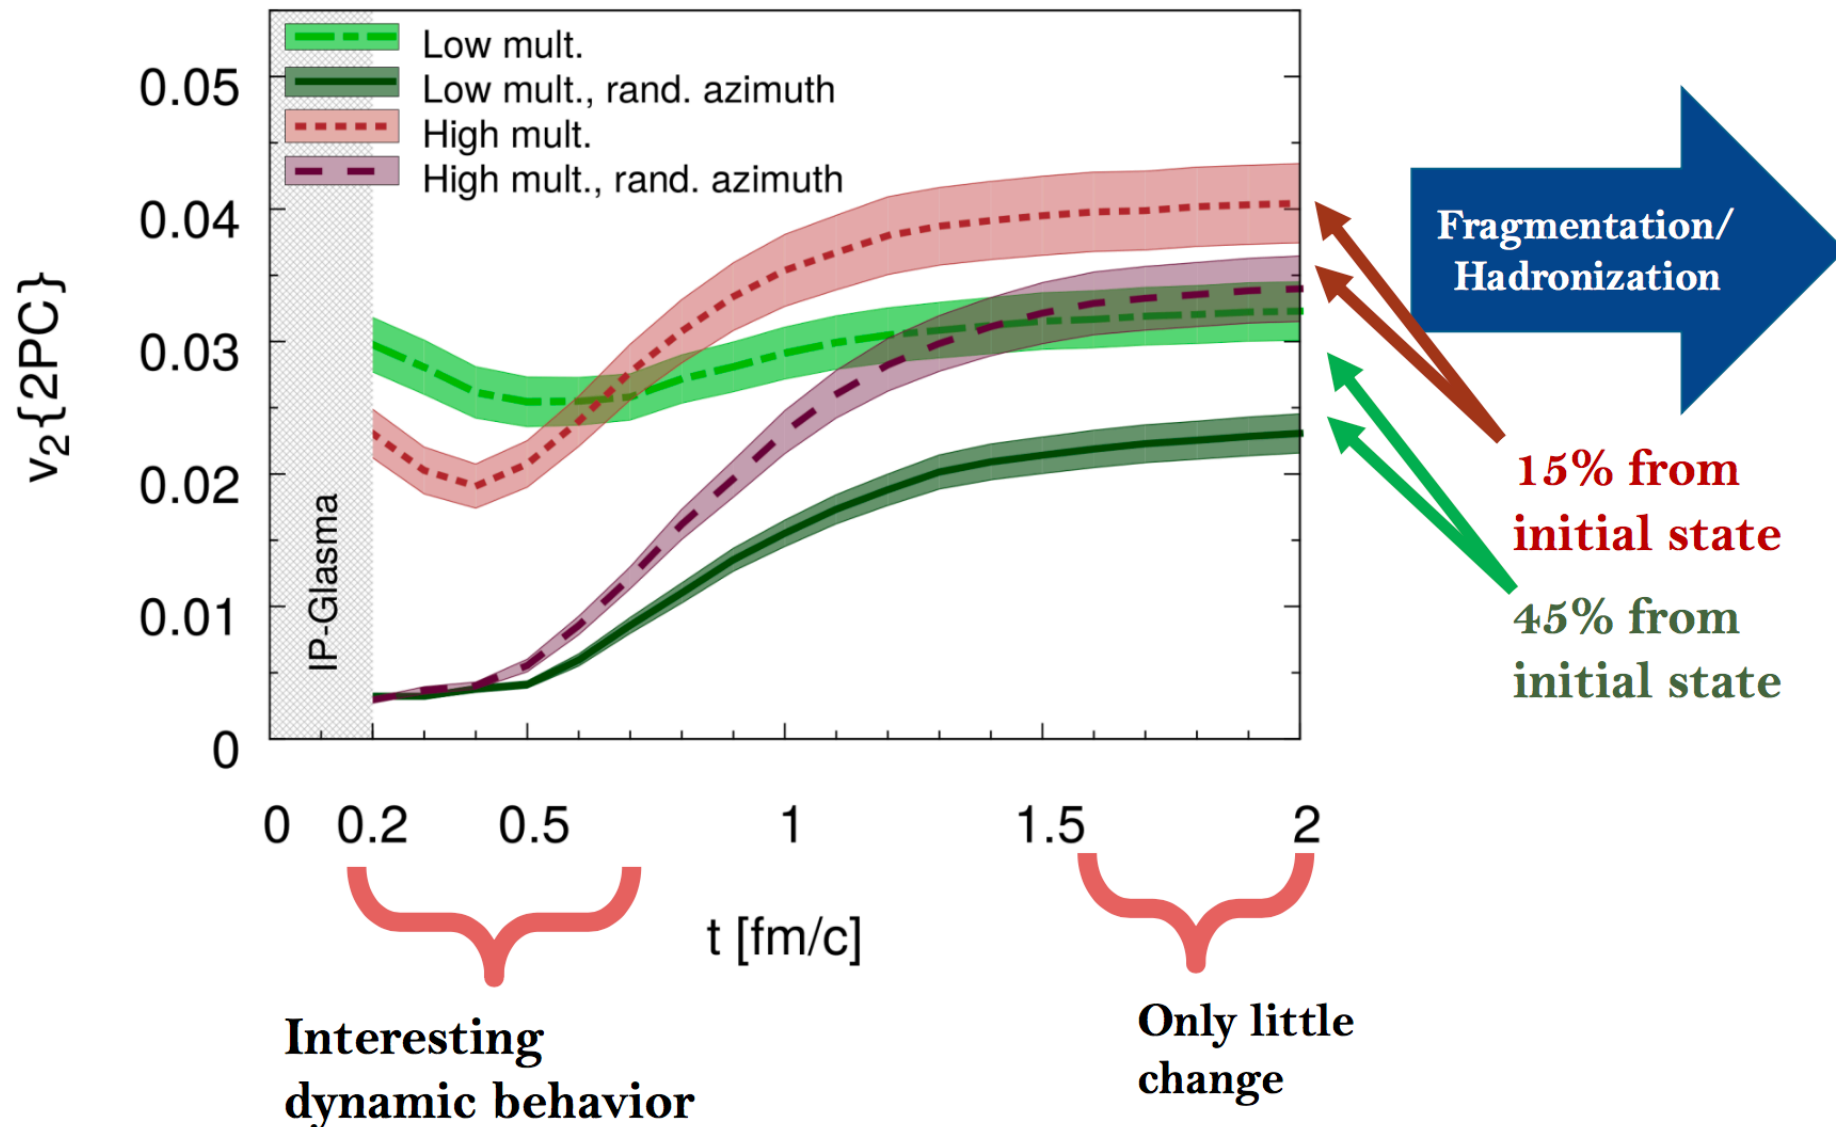 Low mult.
Low mult., rand. azimuth
High mult.
High mult., rand. azimuth
0.05
0.04
0.03
0.02
0.01
0
v₂{2PC}
IP-Glasma
0 0.2 0.5 1 1.5 2
t [fm/c]
Fragmentation/
Hadronization
15% from
initial state
45% from
initial state
Interesting
dynamic behavior
Only little
change